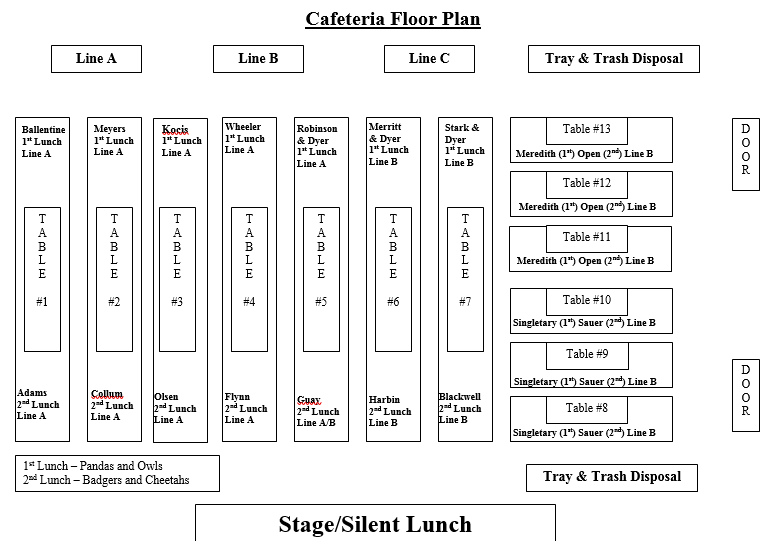 Cafeteria Floor Plan
Line A
Line B
Line C
Tray & Trash Disposal
Ballentine
1st Lunch
Line A
TABLE
#1
Adams
2nd Lunch
Line A
Meyers
1st Lunch
Line A
TABLE
#2
Collum
2nd Lunch
Line A
Kocis
1st Lunch
Line A
TABLE
#3
Olsen
2nd Lunch
Line A
Wheeler
1st Lunch
Line A
TABLE
#4
Flynn
2nd Lunch
Line A
Robinson
& Dyer
1st Lunch
Line A
TABLE
#5
Guay
2nd Lunch
Line A/B
Merritt
& Dyer
1st Lunch
Line B
TABLE
#6
Harbin
2nd Lunch
Line B
Stark &
Dyer
1st Lunch
Line B
TABLE
#7
Blackwell
2nd Lunch
Line B
Table #13
Meredith (1st) Open (2nd) Line B
Table #12
Meredith (1st) Open (2nd) Line B
Table #11
Meredith (1st) Open (2nd) Line B
Table #10
Singletary (1st) Sauer (2nd) Line B
Table #9
Singletary (1st) Sauer (2nd) Line B
Table #8
Singletary (1st) Sauer (2nd) Line B
DOOR
DOOR
1st Lunch – Pandas and Owls
2nd Lunch – Badgers and Cheetahs
Tray & Trash Disposal
Stage/Silent Lunch